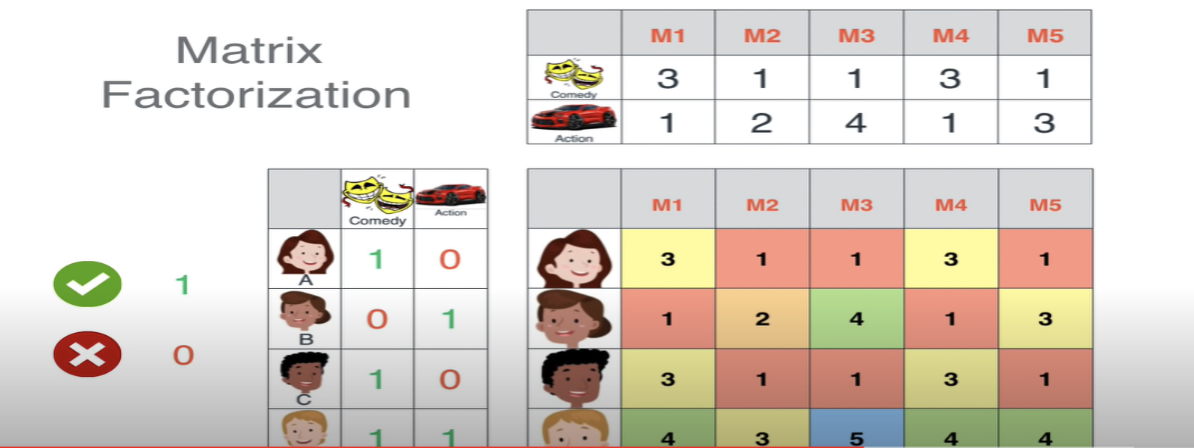 Matrix
Factorization
M1 M2 M3 M4 M5
Comedy 3 1 1 3 1
Action 1 2 4 1 3
Comedy Action
A 1 0
B 0 1
C 1 0
1 1
1
0
M1 M2 M3 M4 M5
3 1 1 3 1
1 2 4 1 3
3 1 1 3 1
4 3 5 4 4